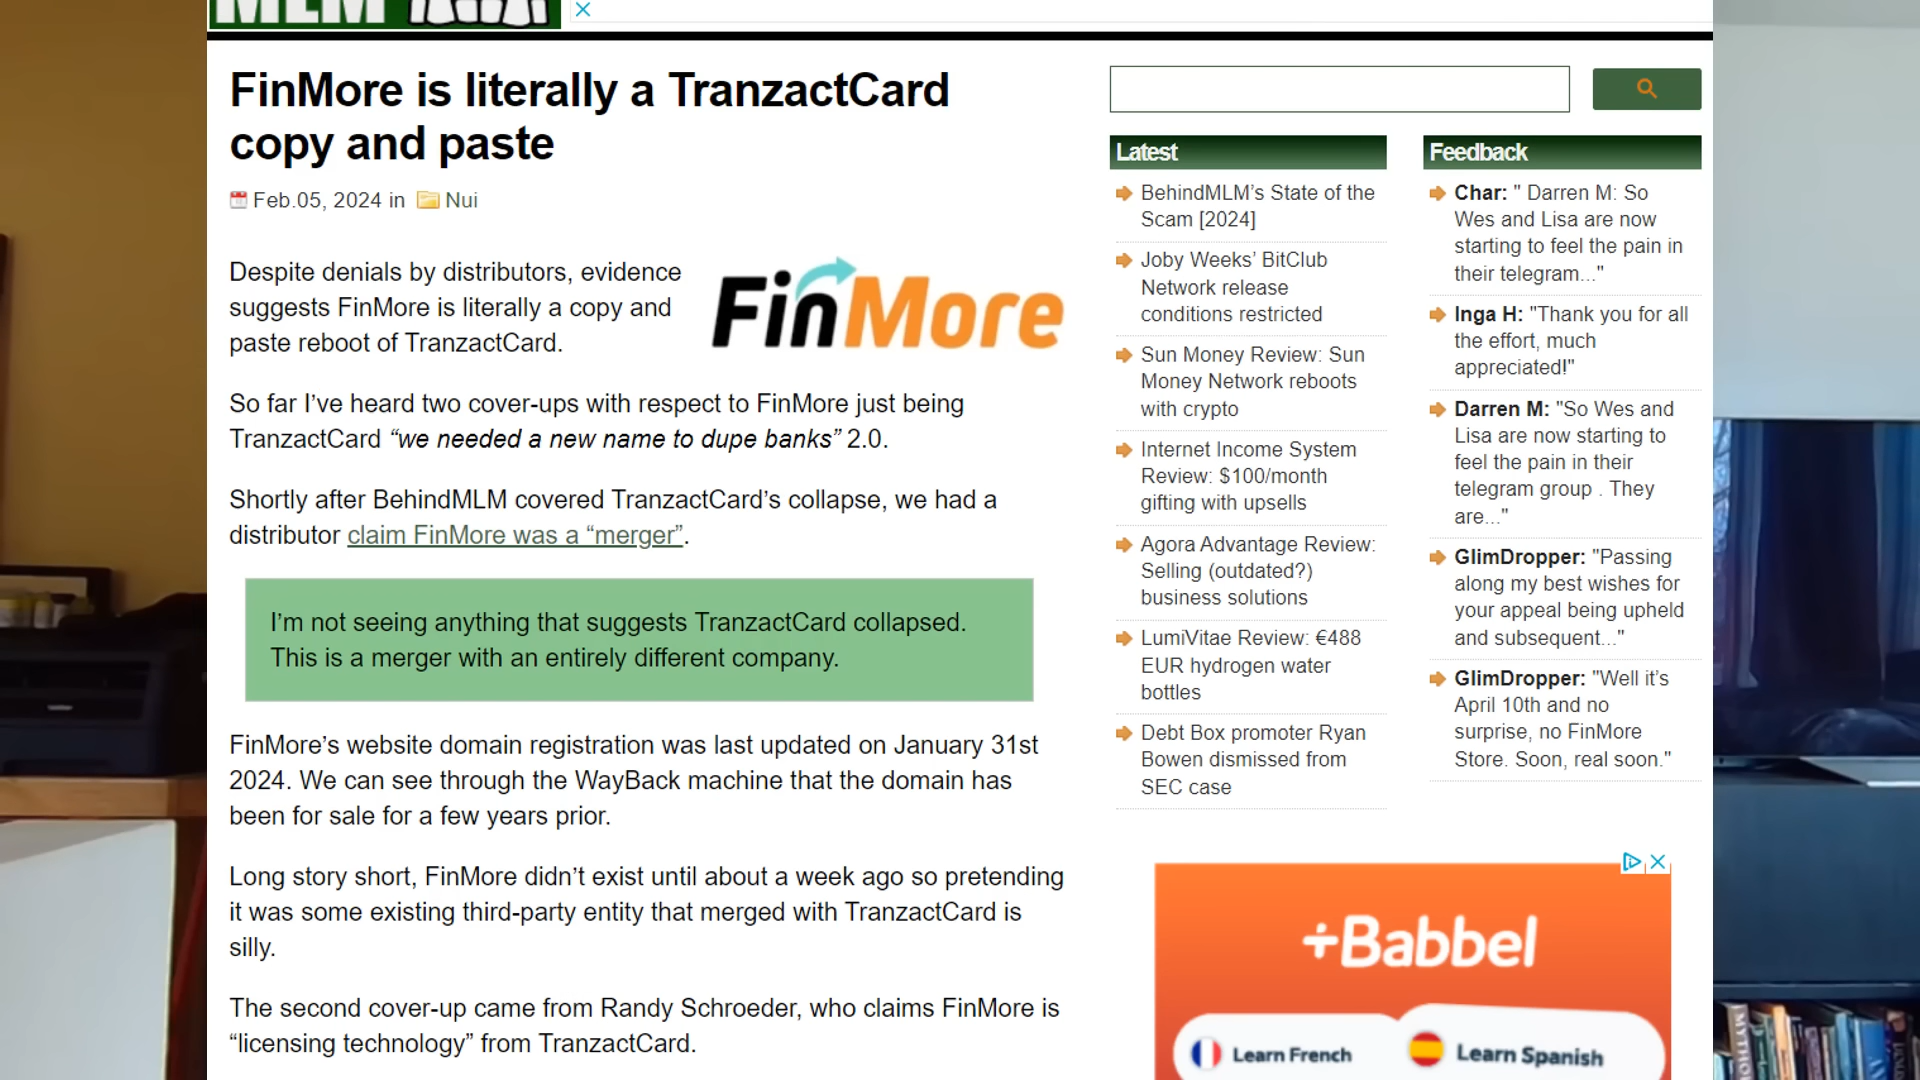 MLM
FinMore is literally a TranzactCard
copy and paste
Feb.05, 2024 in Nui
Despite denials by distributors, evidence
suggests FinMore is literally a copy and
paste reboot of TranzactCard.
FinMore
So far I’ve heard two cover-ups with respect to FinMore just being
TranzactCard “we needed a new name to dupe banks” 2.0.
Shortly after BehindMLM covered TranzactCard’s collapse, we had a
distributor claim FinMore was a “merger”.
I’m not seeing anything that suggests TranzactCard collapsed.
This is a merger with an entirely different company.
FinMore’s website domain registration was last updated on January 31st
2024. We can see through the WayBack machine that the domain has
been for sale for a few years prior.
Long story short, FinMore didn’t exist until about a week ago so pretending
it was some existing third-party entity that merged with TranzactCard is
silly.
The second cover-up came from Randy Schroeder, who claims FinMore is
“licensing technology” from TranzactCard.
Latest
BehindMLM’s State of the
Scam [2024]
Joby Weeks’ BitClub
Network release
conditions restricted
Sun Money Review: Sun
Money Network reboots
with crypto
Internet Income System
Review: $100/month
gifting with upsells
Agora Advantage Review:
Selling (outdated?)
business solutions
LumiVitae Review: €488
EUR hydrogen water
bottles
Debt Box promoter Ryan
Bowen dismissed from
SEC case
Feedback
Char: " Darren M: So
Wes and Lisa are now
starting to feel the pain in
their telegram..."
Inga H: "Thank you for all
the effort, much
appreciated!"
Darren M: "So Wes and
Lisa are now starting to
feel the pain in their
telegram group . They
are..."
GlimDropper: "Passing
along my best wishes for
your appeal being upheld
and subsequent..."
GlimDropper: "Well it’s
April 10th and no
surprise, no FinMore
Store. Soon, real soon."
+Babbel
Learn French
Learn Spanish